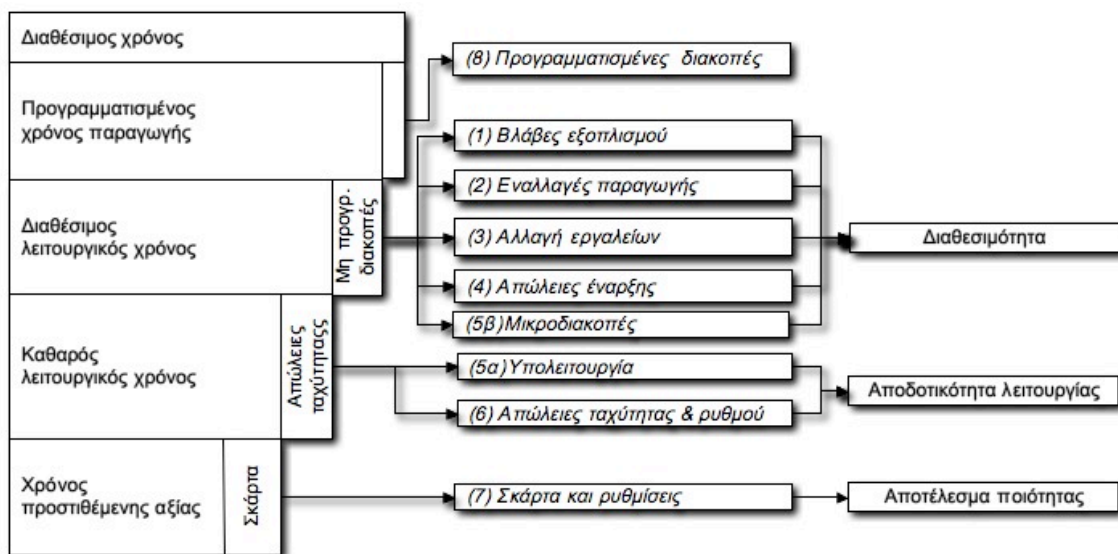 Διαθέσιμος χρόνος
(8) Προγραμματισμένες διακοπές
Προγραμματισμένος
χρόνος παραγωγής
(1) Βλάβες εξοπλισμού
(2) Εναλλαγές παραγωγής
Διαθέσιμος
λειτουργικός χρόνος
Μη προγρ.
διακοπές
(3) Αλλαγή εργαλείων
Διαθεσιμότητα
(4) Απώλειες έναρξης
(5β) Μικροδιακοπές
Καθαρός
λειτουργικός χρόνος
Απώλειες
ταχύτηταςς
(5α) Υπολειτουργία
Αποδοτικότητα λειτουργίας
(6) Απώλειες ταχύτητας & ρυθμού
Χρόνος
προστιθέμενης αξίας
Σκάρτα
(7) Σκάρτα και ρυθμίσεις
Αποτέλεσμα ποιότητας